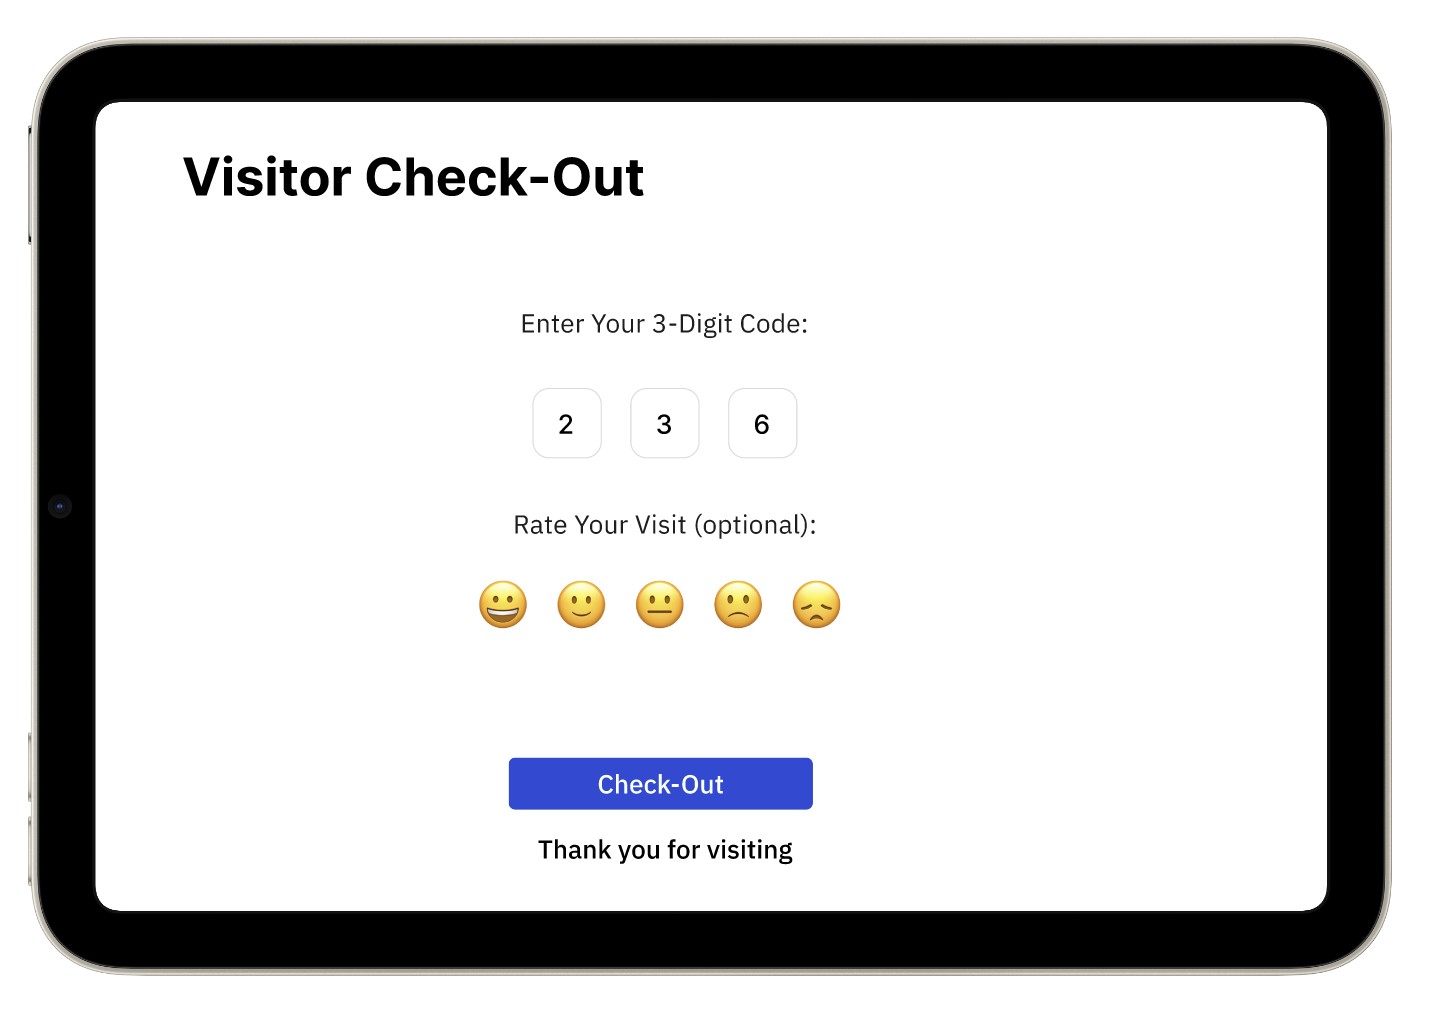 Visitor Check-Out
Enter Your 3-Digit Code:
2 3 6
Rate Your Visit (optional):
Check-Out
Thank you for visiting